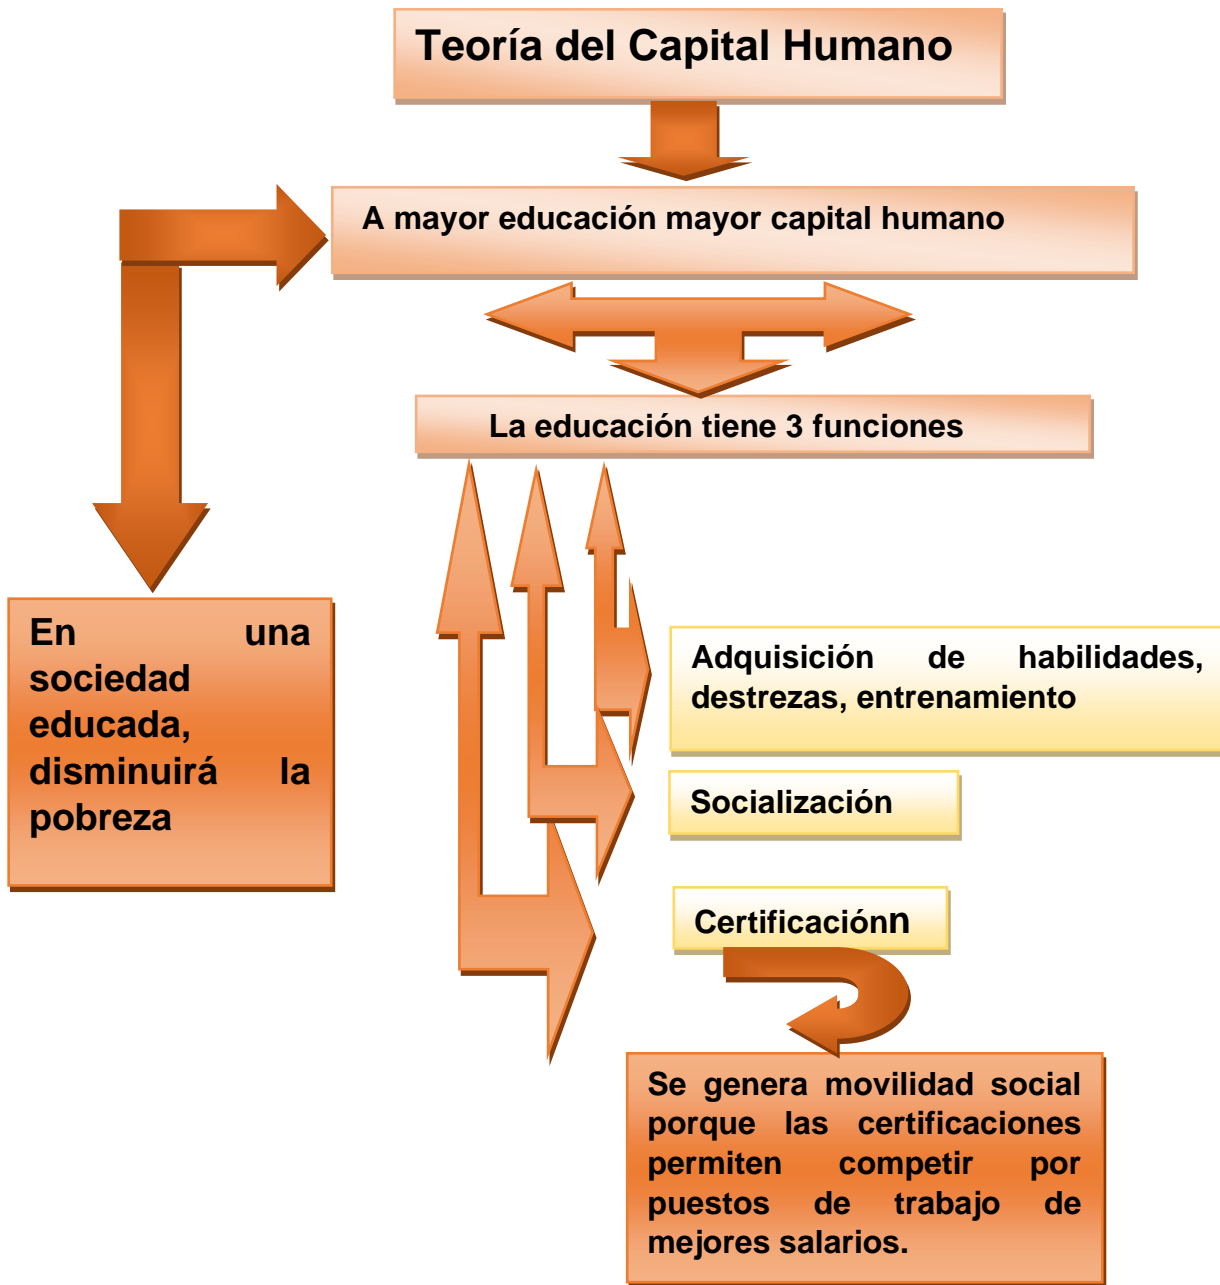 Teoría del Capital Humano
A mayor educación mayor capital humano
La educación tiene 3 funciones
En una
sociedad
educada,
disminuirá la
pobreza
Adquisición de habilidades,
destrezas, entrenamiento
Socialización
Certificaciónn
Se genera movilidad social
porque las certificaciones
permiten competir por
puestos de trabajo de
mejores salarios.